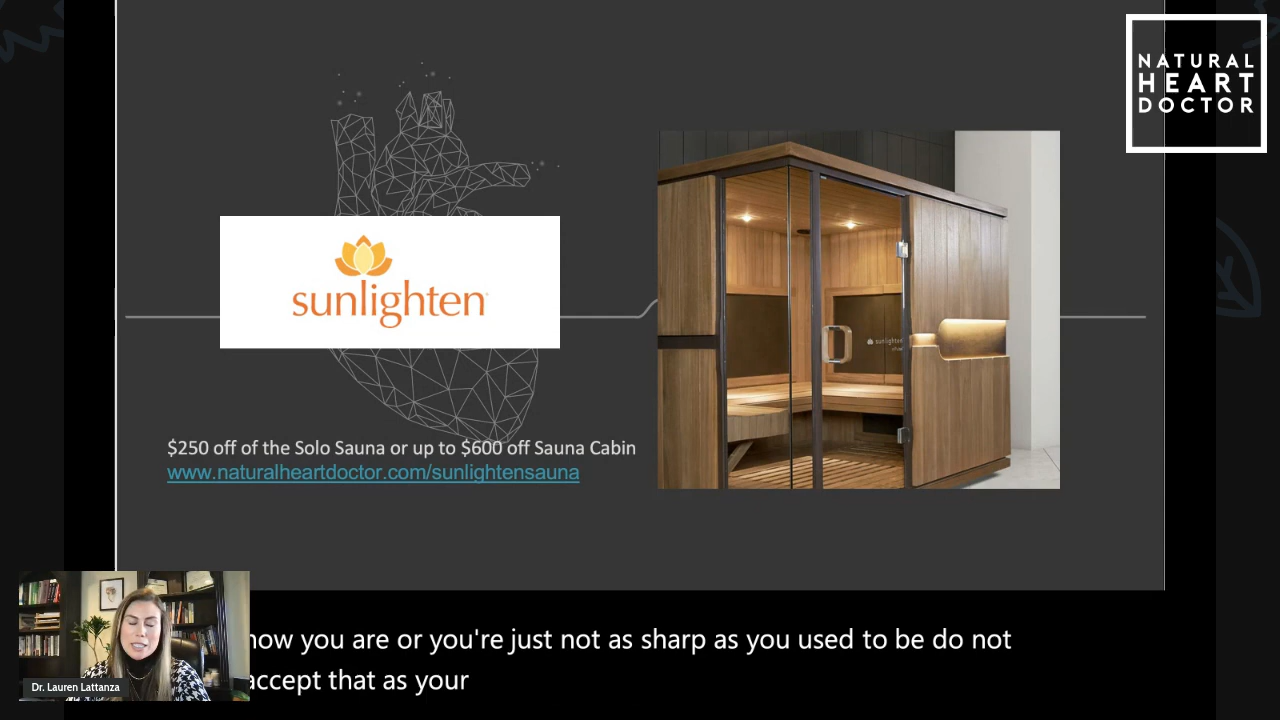 NATURAL
HEART
DOCTOR
sunlighten
sunlighten
$250 off of the Solo Sauna or up to $600 off Sauna Cabin
www.naturalheartdoctor.com/sunlightensauna
you are or you're just not as sharp as you used to be do not
accept that as your
Dr. Lauren Lattanza